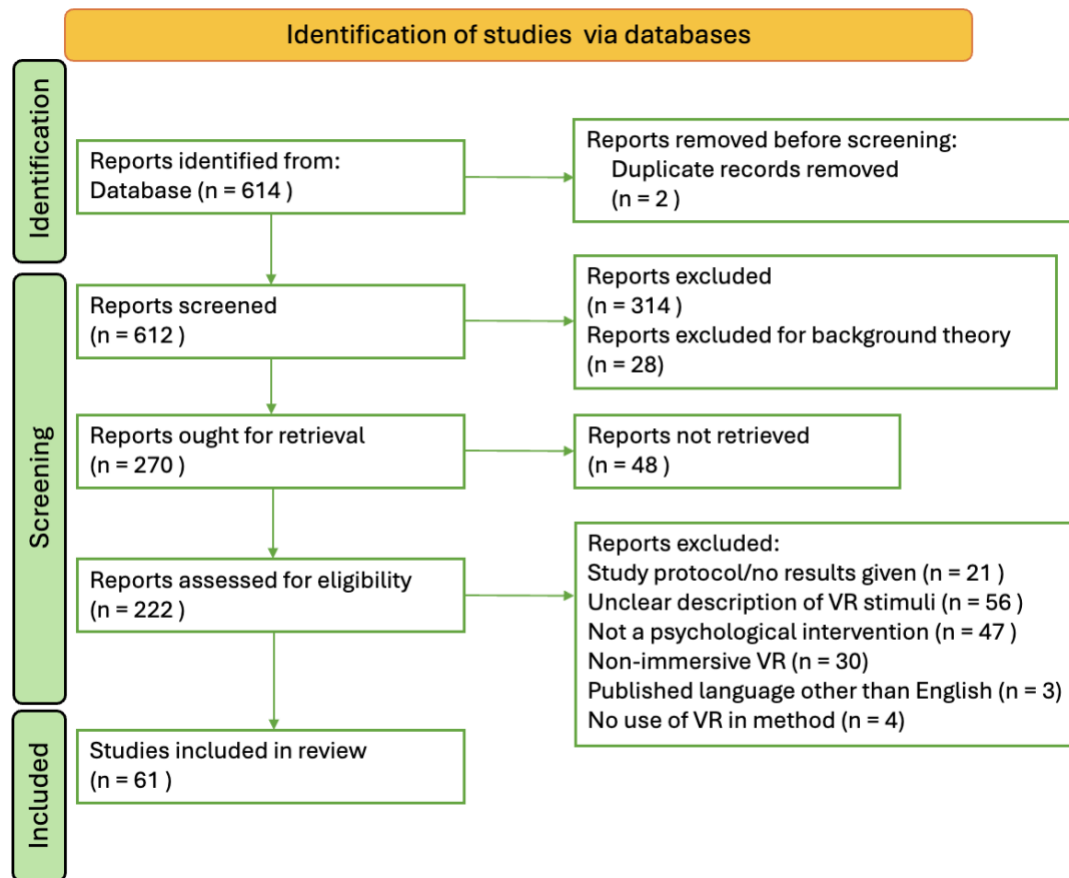 Identification of studies via databases
Identification
Reports identified from:
Database (n = 614 )
Reports removed before screening:
Duplicate records removed
(n = 2 )
Screening
Reports screened
(n = 612 )
Reports excluded
(n = 314 )
Reports excluded for background theory
(n = 28)
Reports ought for retrieval
(n = 270 )
Reports not retrieved
(n = 48 )
Reports assessed for eligibility
(n = 222 )
Reports excluded:
Study protocol/no results given (n = 21 )
Unclear description of VR stimuli (n = 56 )
Not a psychological intervention (n = 47 )
Non-immersive VR (n = 30)
Published language other than English (n = 3)
No use of VR in method (n = 4)
Included
Studies included in review
(n = 61 )